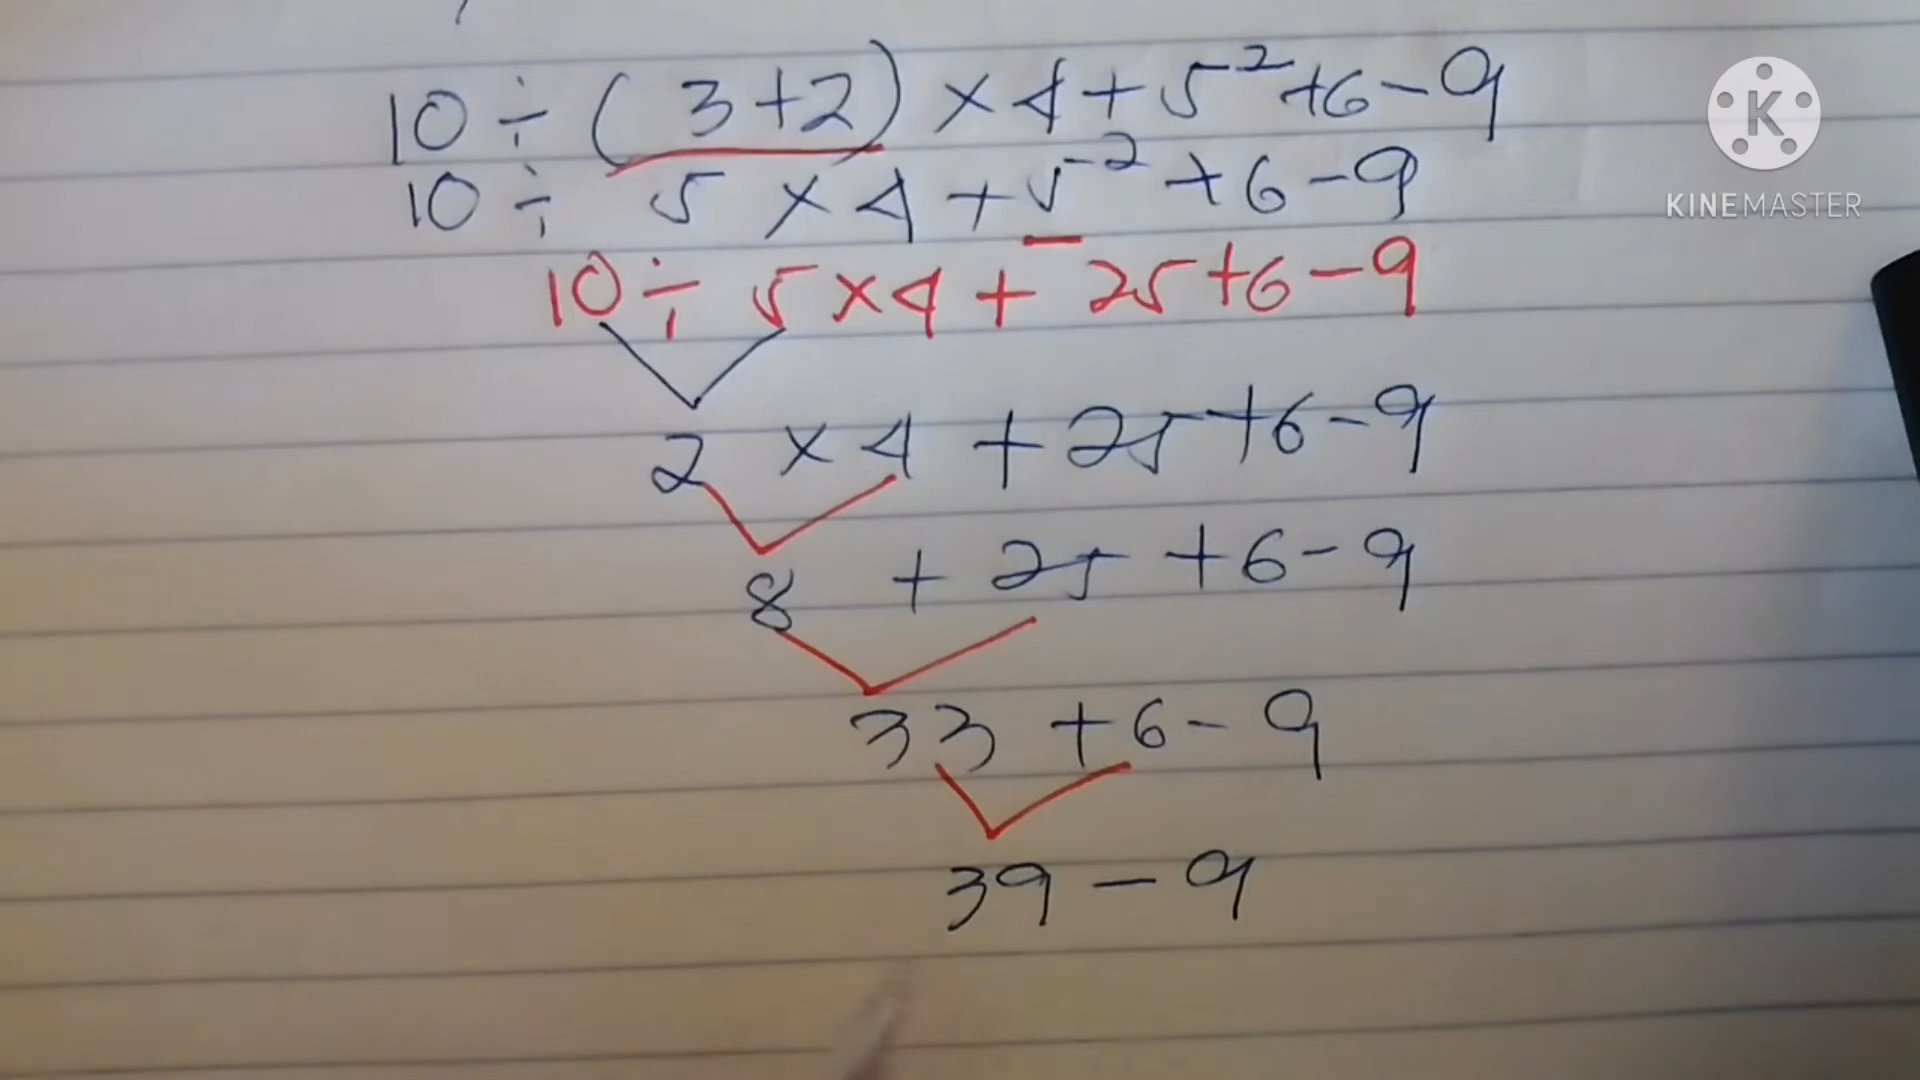 10 ÷ (3+2) × 4 + 5² + 6 - 9
10 ÷ 5 × 4 + 5² + 6 - 9
10 ÷ 5 × 4 + 25 + 6 - 9
2 × 4 + 25 + 6 - 9
8 + 25 + 6 - 9
33 + 6 - 9
39 - 9
K
KINEMASTER